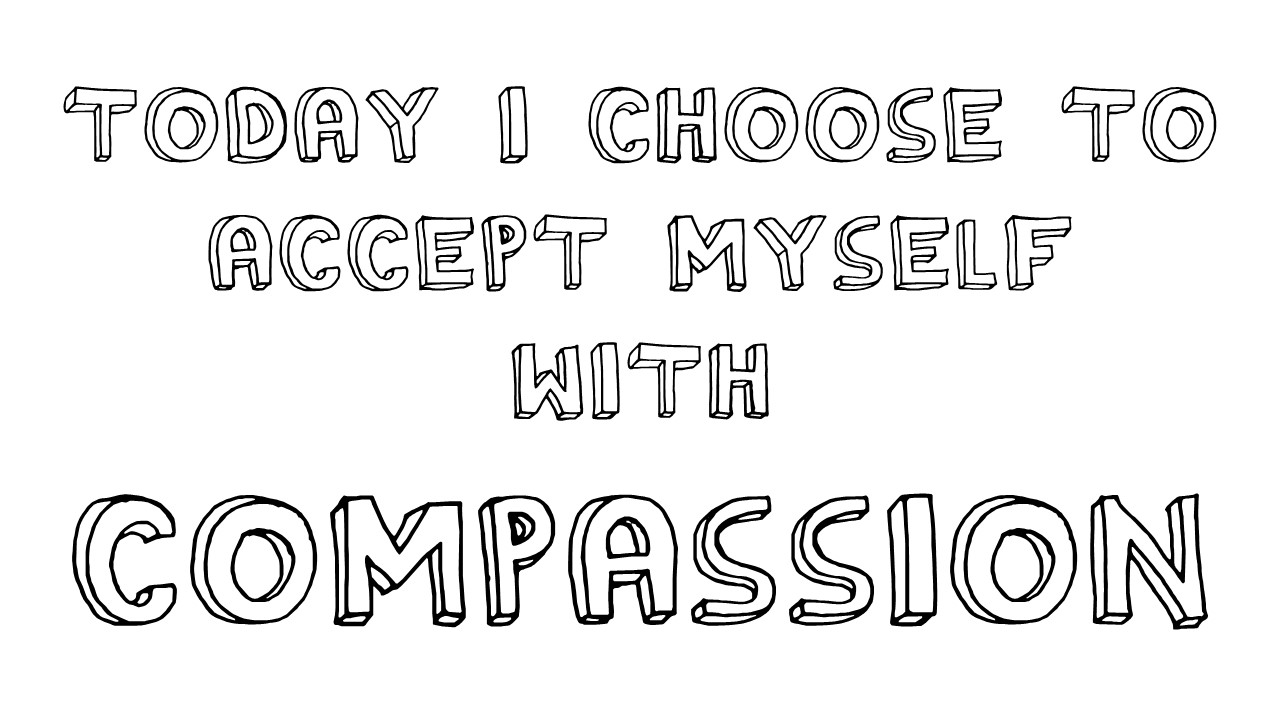 TODAY I CHOOSE TO
ACCEPT MYSELF
WITH
COMPASSION